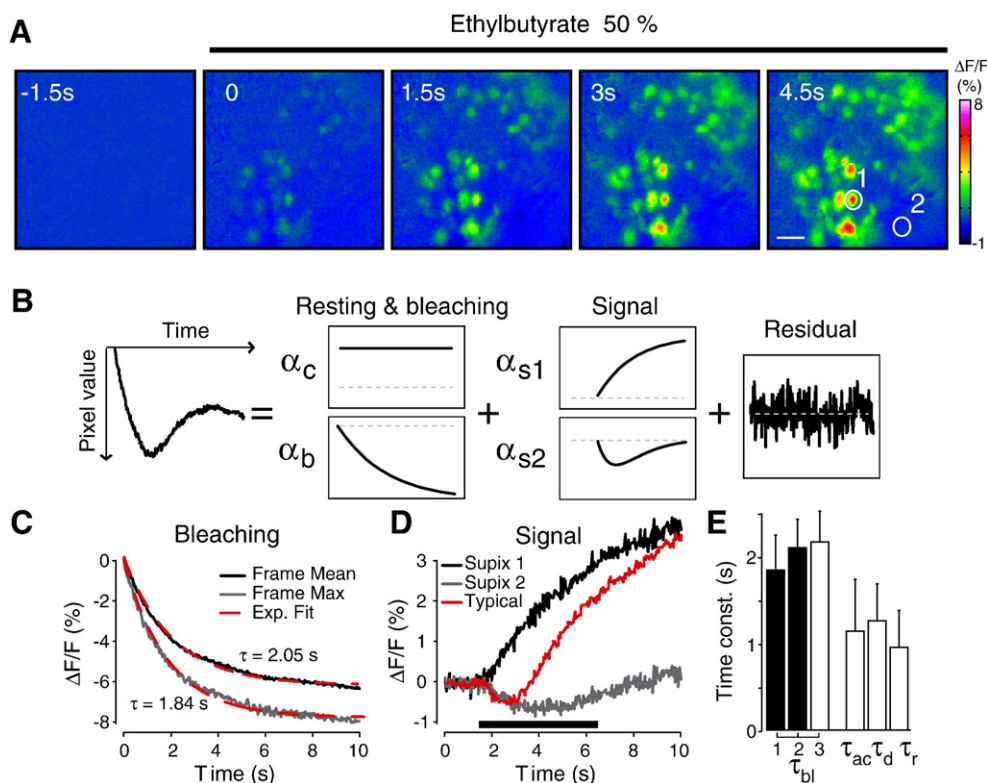 A
Ethylbutyrate 50 %
-1.5s
0
1.5s
3s
4.5s
1
2
ΔF/F
(%)
8
-1
B
Time
Pixel value
=
Resting & bleaching
αc
αb
+
Signal
αs1
αs2
+
Residual
C
Bleaching
Frame Mean
Frame Max
Exp. Fit
τ = 2.05 s
τ = 1.84 s
ΔF/F (%)
0
-2
-4
-6
-8
0 2 4 6 8 10
Time (s)
D
Signal
Supix 1
Supix 2
Typical
ΔF/F (%)
3
2
1
0
-1
0 2 4 6 8 10
Time (s)
E
Time const. (s)
2
1
0
1 2 3
τbl
τac τd τr